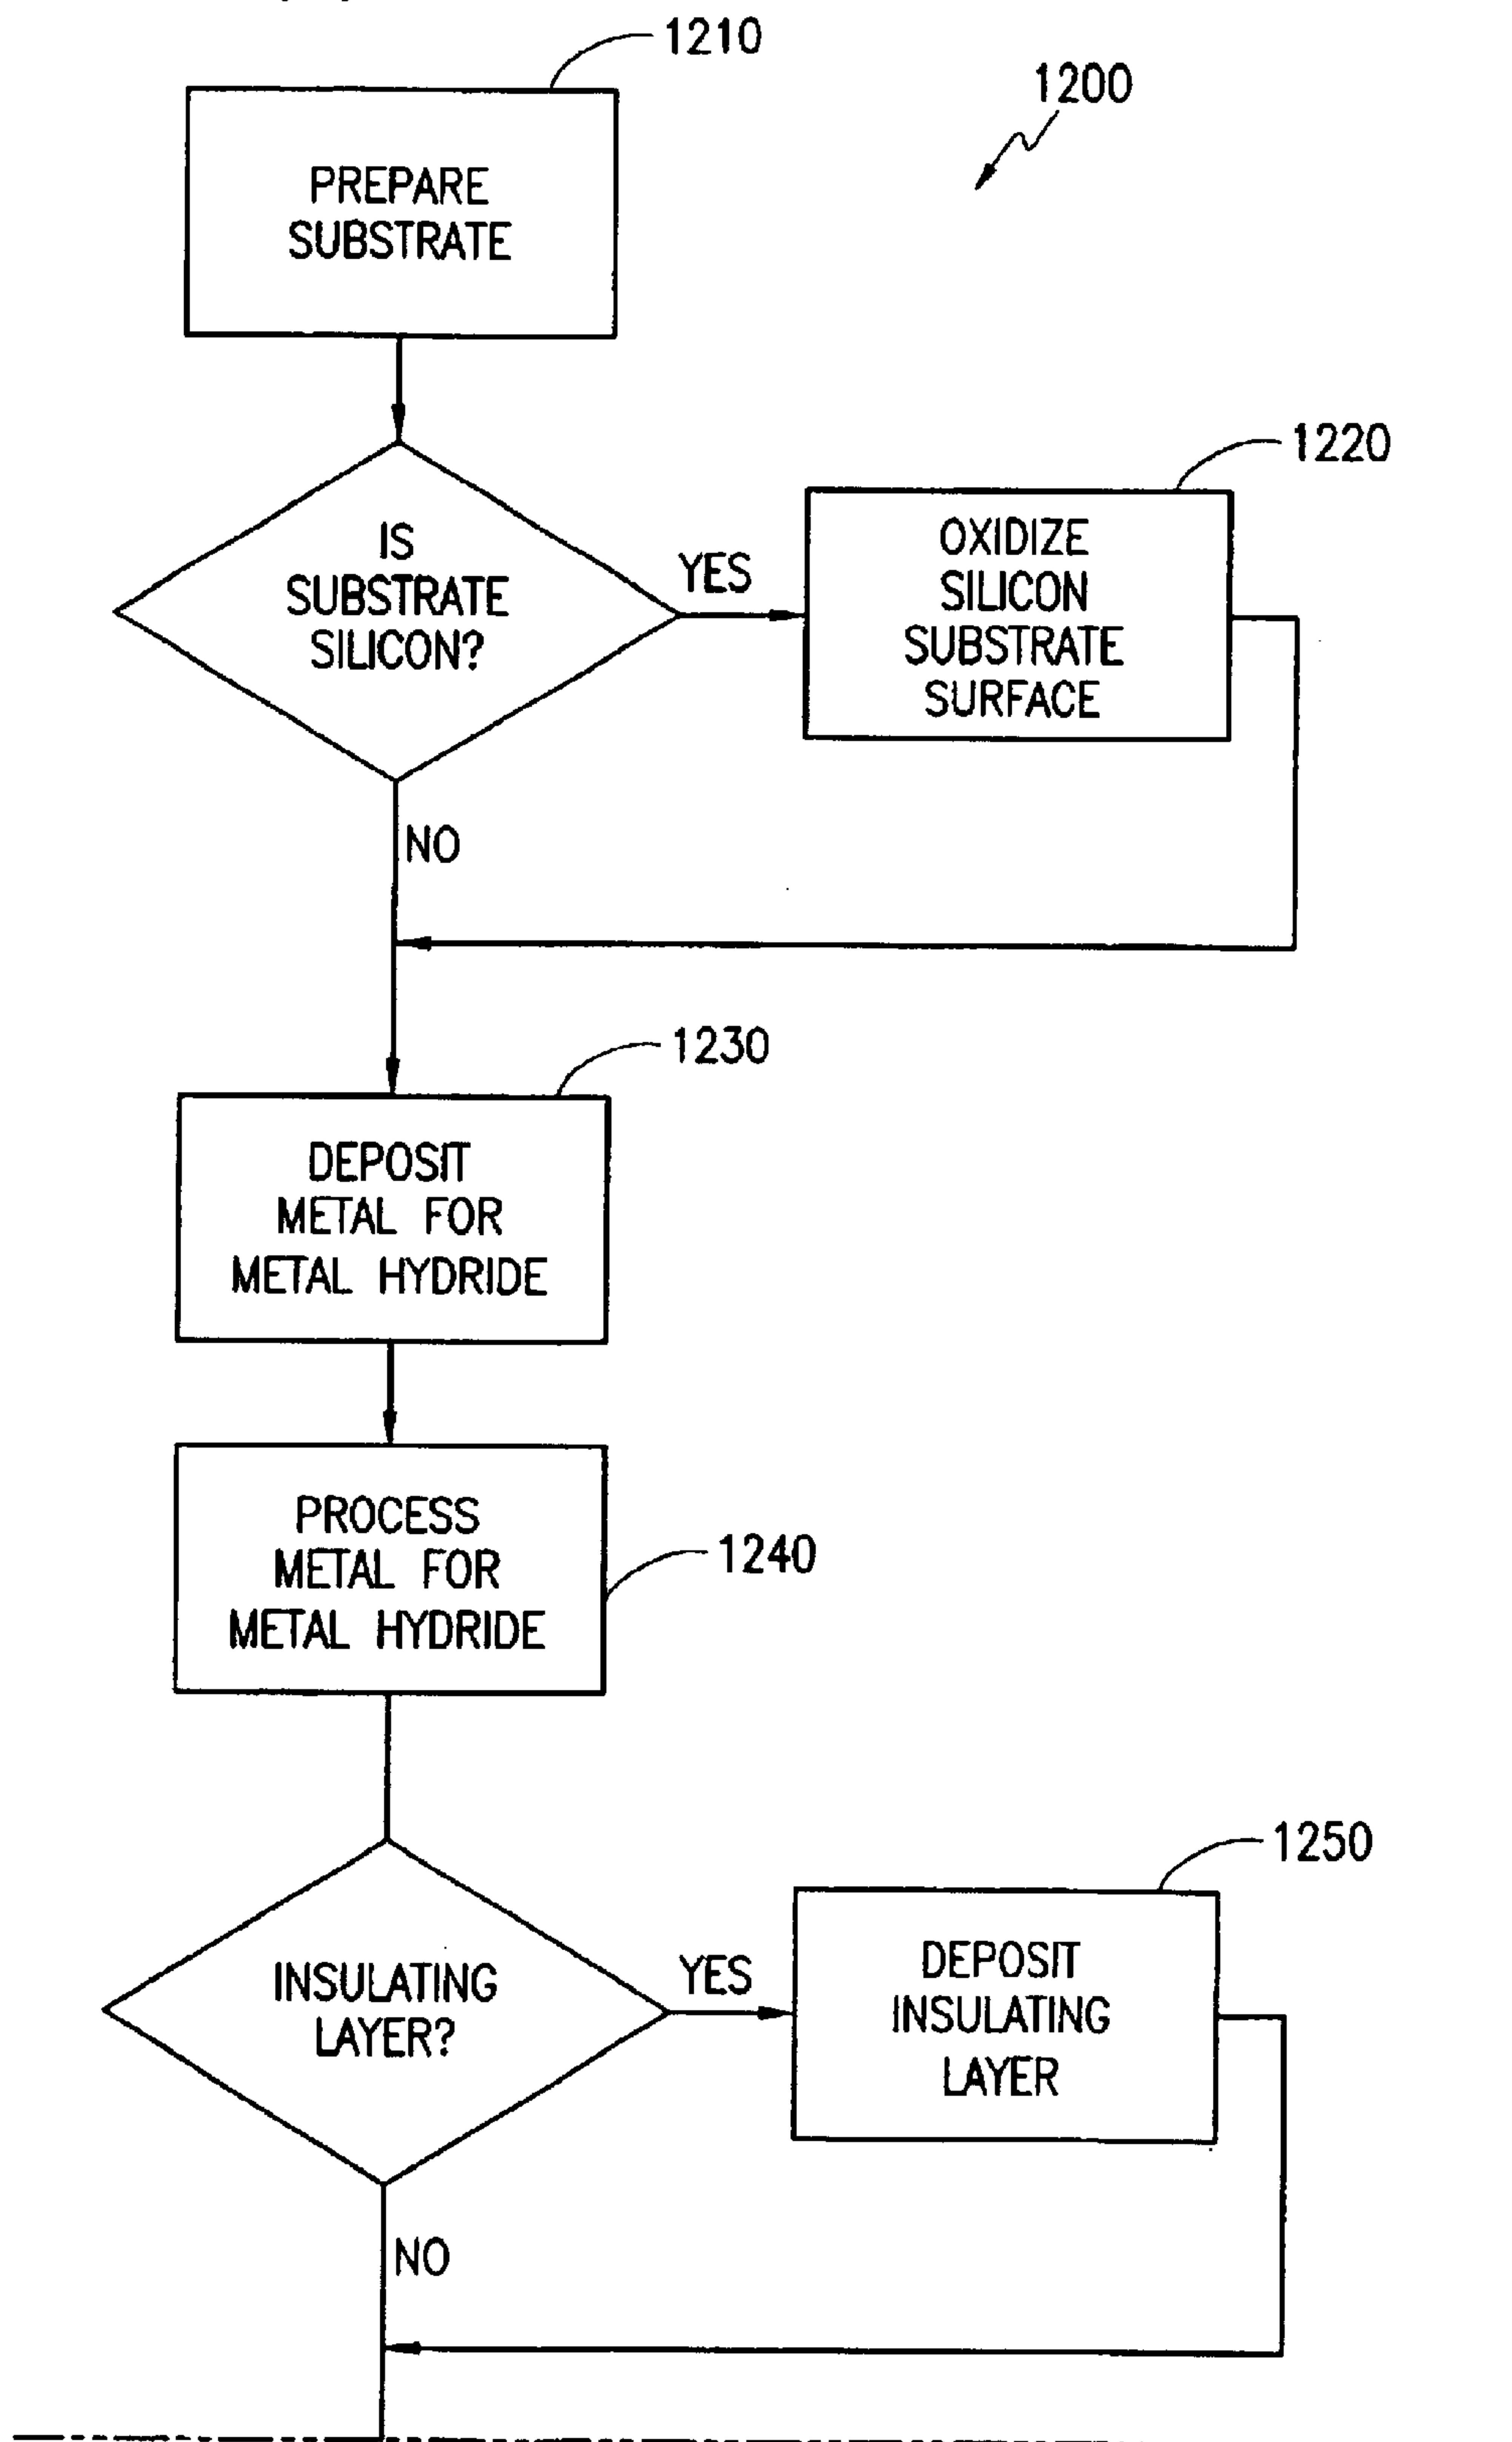 1210
1200
PREPARE
SUBSTRATE
1220
IS
SUBSTRATE
SILICON?
YES
OXIDIZE
SILICON
SUBSTRATE
SURFACE
NO
1230
DEPOSIT
METAL FOR
METAL HYDRIDE
PROCESS
METAL FOR
METAL HYDRIDE
1240
1250
INSULATING
LAYER?
YES
DEPOSIT
INSULATING
LAYER
NO